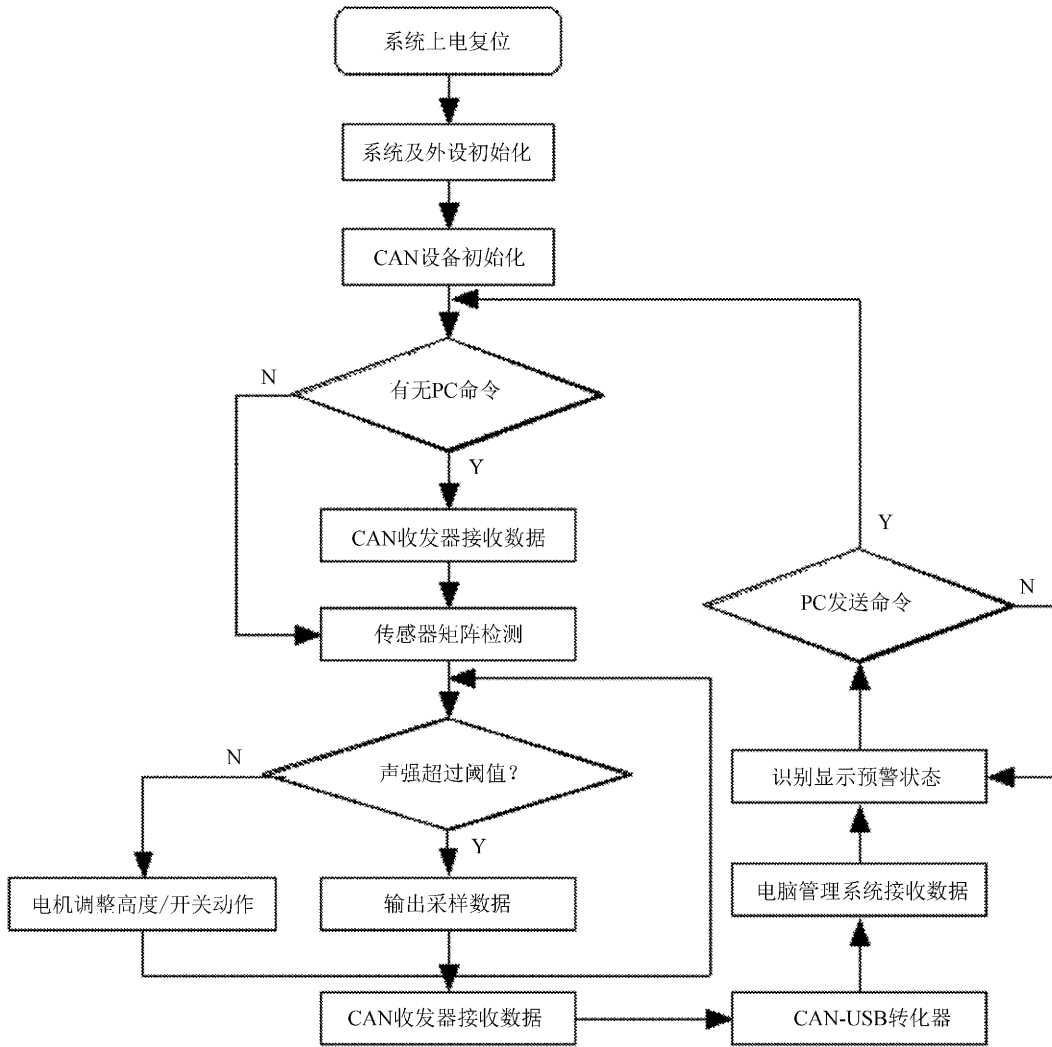 系统上电复位
系统及外设初始化
CAN设备初始化
有无PC命令
N
Y
CAN收发器接收数据
传感器矩阵检测
声强超过阈值？
N
Y
电机调整高度/开关动作
输出采样数据
CAN收发器接收数据
CAN-USB转化器
电脑管理系统接收数据
识别显示预警状态
PC发送命令
Y
N